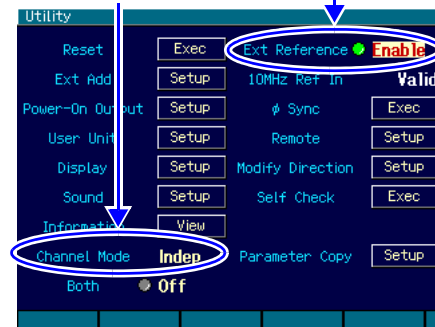 Utility
Reset Exec Ext Reference Enable
Ext Add Setup 10MHz Ref In Valid
Power-On Output Setup ϕ Sync Exec
User Unit Setup Remote Setup
Display Setup Modify Direction Setup
Sound Setup Self Check Exec
Information View
Channel Mode Indep Parameter Copy Setup
Both Off